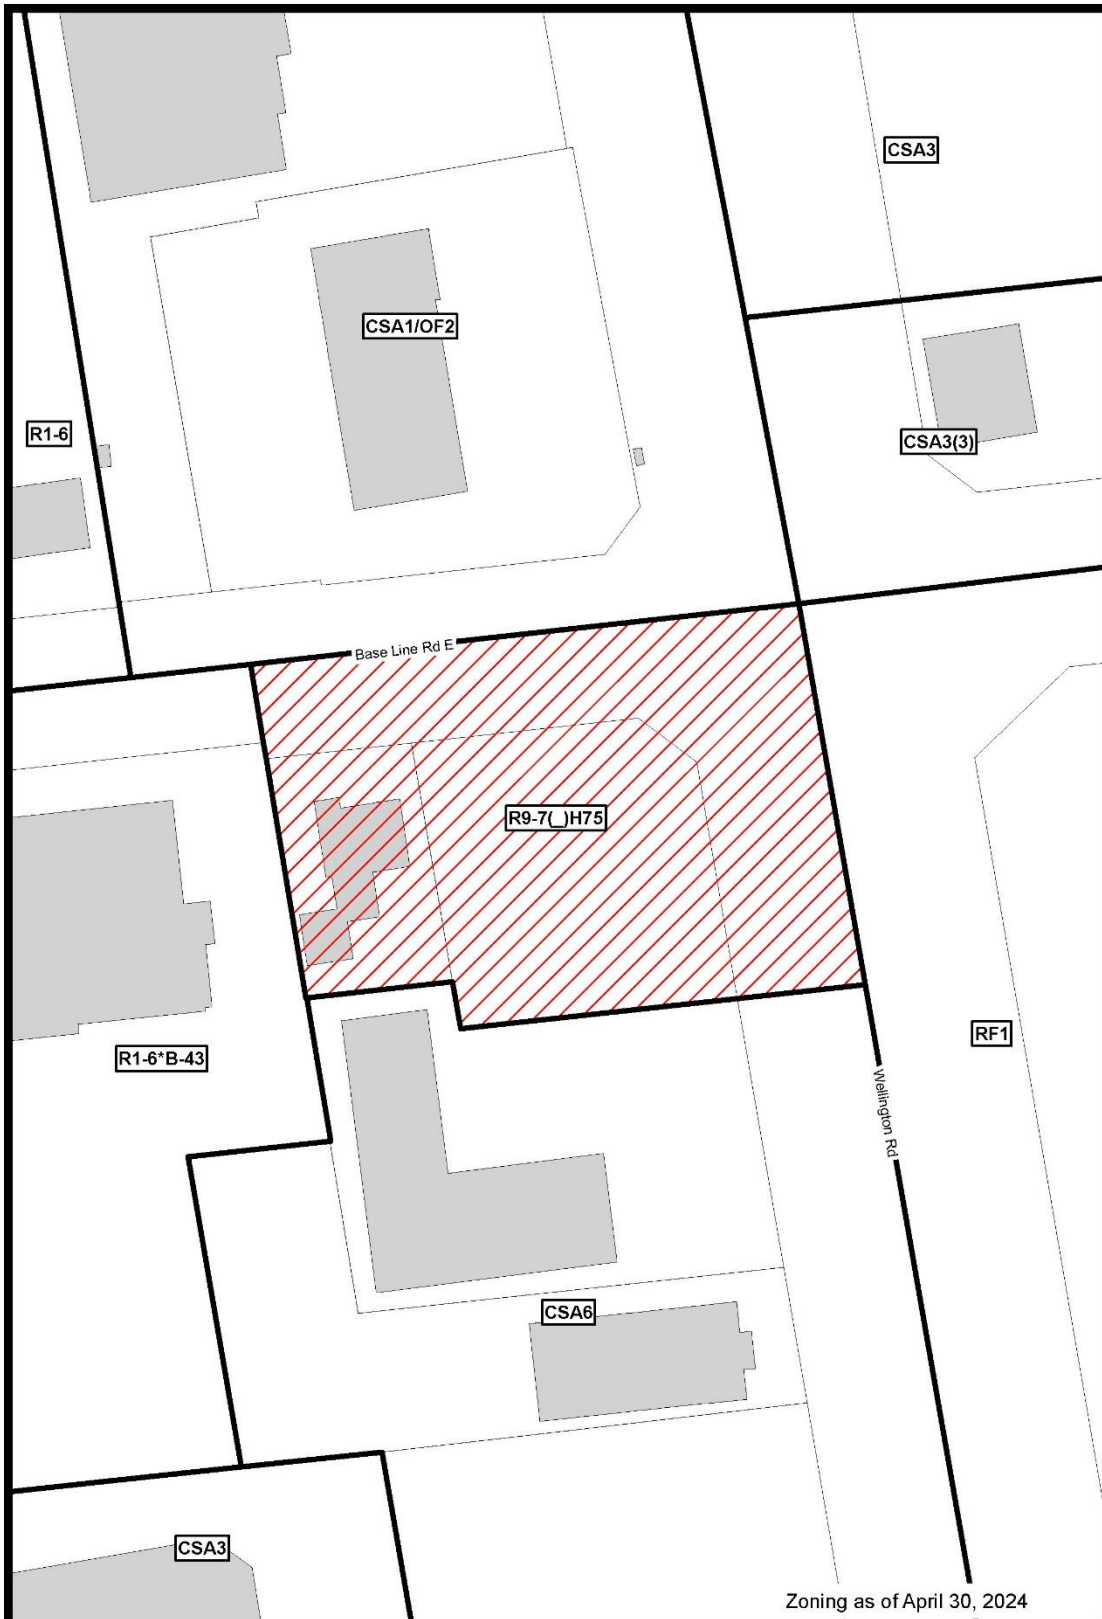 CSA3
CSA1/OF2
R1-6
CSA3(3)
Base Line Rd E
R9-7(_)H75
RF1
R1-6*B-43
Wellington Rd
CSA6
CSA3
Zoning as of April 30, 2024